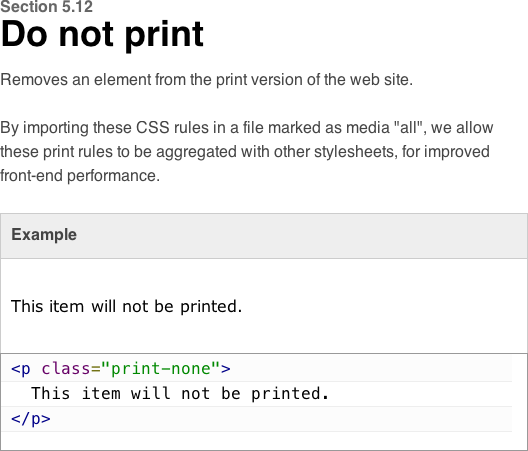 Section 5.12
Do not print
Removes an element from the print version of the web site.
By importing these CSS rules in a file marked as media "all", we allow
these print rules to be aggregated with other stylesheets, for improved
front-end performance.
Example
This item will not be printed.
<p class="print-none">
  This item will not be printed.
</p>